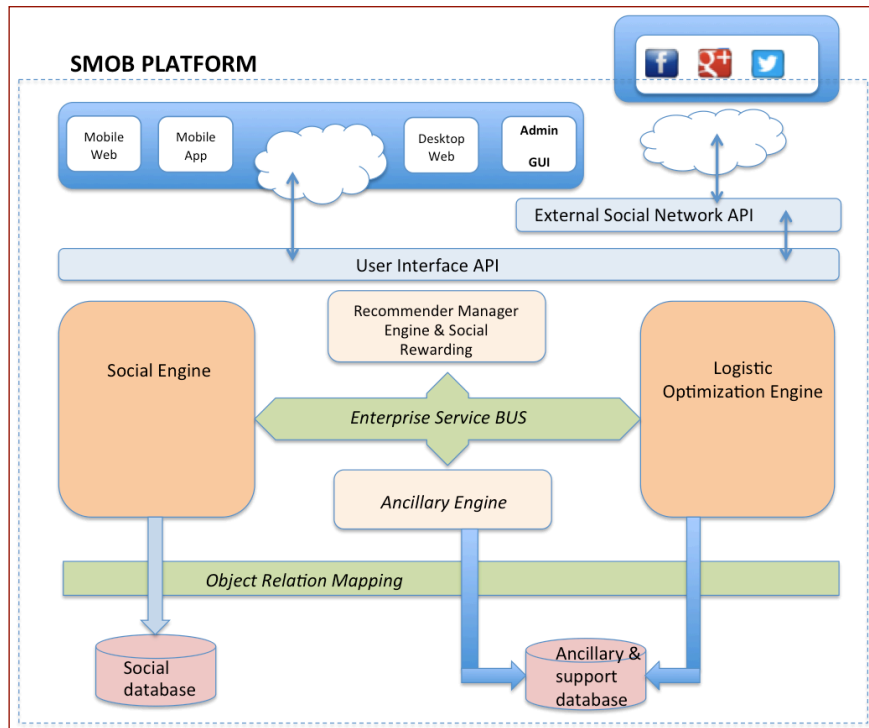 SMOB PLATFORM
f
g+
Mobile
Web
Mobile
App
Desktop
Web
Admin
GUI
External Social Network API
User Interface API
Recommender Manager
Engine & Social
Rewarding
Social Engine
Logistic
Optimization Engine
Enterprise Service BUS
Ancillary Engine
Object Relation Mapping
Social
database
Ancillary &
support
database